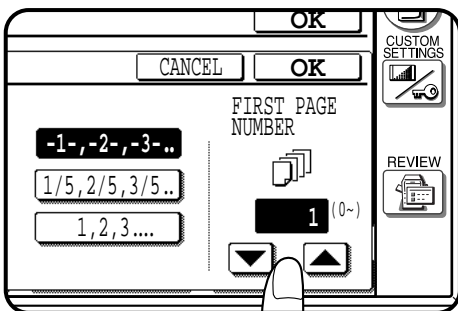 OK
CANCEL OK
FIRST PAGE
NUMBER
-1-,-2-,-3-..
1/5,2/5,3/5..
1,2,3....
1 (0~)
CUSTOM
SETTINGS
REVIEW